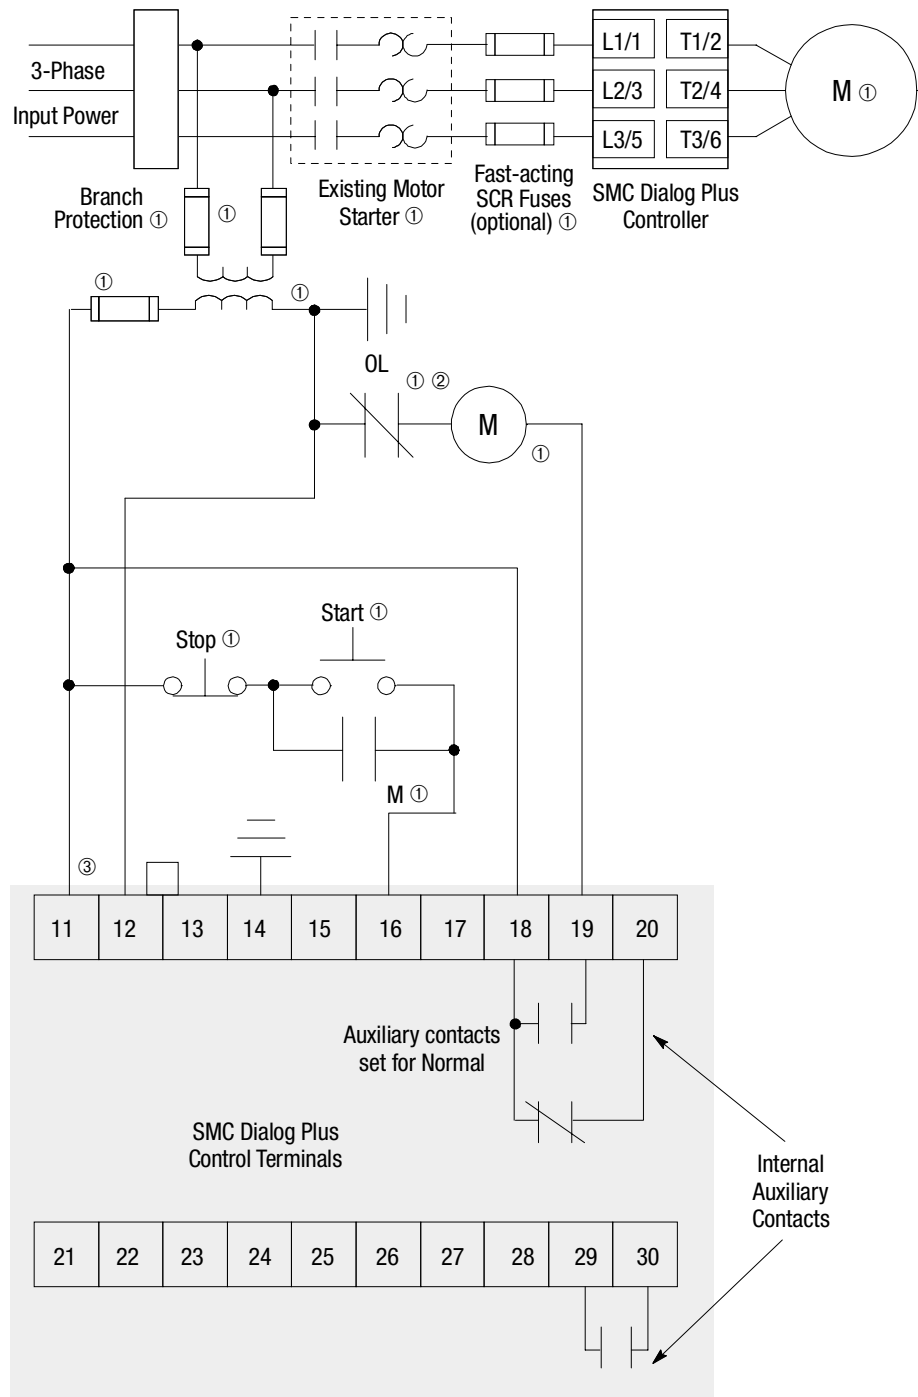 3-Phase
Input Power
L1/1 T1/2
L2/3 T2/4
L3/5 T3/6
M ①
Branch
Protection ①
①
Existing Motor
Starter ①
Fast-acting
SCR Fuses
(optional) ①
SMC Dialog Plus
Controller
①
①
OL
① ②
M
①
Start ①
Stop ①
M ①
③
11 12 13 14 15 16 17 18 19 20
Auxiliary contacts
set for Normal
SMC Dialog Plus
Control Terminals
Internal
Auxiliary
Contacts
21 22 23 24 25 26 27 28 29 30